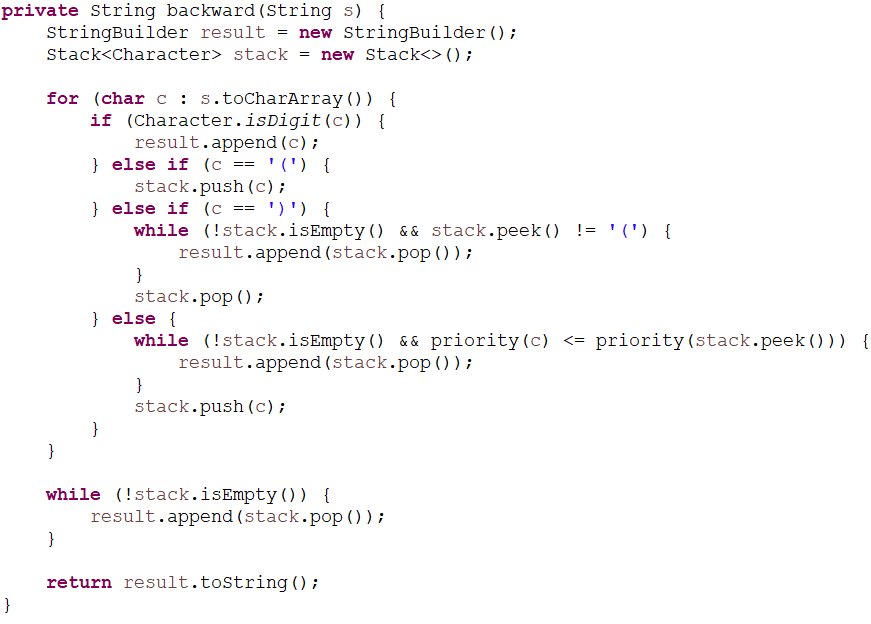 private String backward(String s) {
    StringBuilder result = new StringBuilder();
    Stack<Character> stack = new Stack<>();

    for (char c : s.toCharArray()) {
        if (Character.isDigit(c)) {
            result.append(c);
        } else if (c == '(') {
            stack.push(c);
        } else if (c == ')') {
            while (!stack.isEmpty() && stack.peek() != '(') {
                result.append(stack.pop());
            }
            stack.pop();
        } else {
            while (!stack.isEmpty() && priority(c) <= priority(stack.peek())) {
                result.append(stack.pop());
            }
            stack.push(c);
        }
    }

    while (!stack.isEmpty()) {
        result.append(stack.pop());
    }

    return result.toString();
}